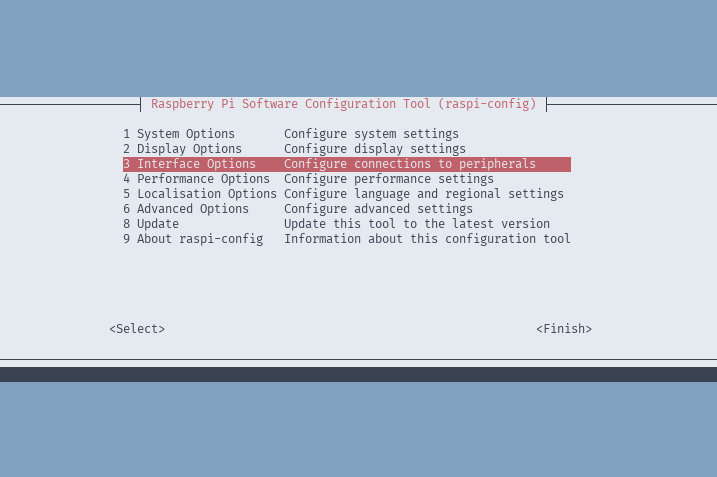 Raspberry Pi Software Configuration Tool (raspi-config)
1 System Options       Configure system settings
2 Display Options      Configure display settings
3 Interface Options    Configure connections to peripherals
4 Performance Options  Configure performance settings
5 Localisation Options Configure language and regional settings
6 Advanced Options     Configure advanced settings
8 Update               Update this tool to the latest version
9 About raspi-config   Information about this configuration tool
<Select>                                                     <Finish>